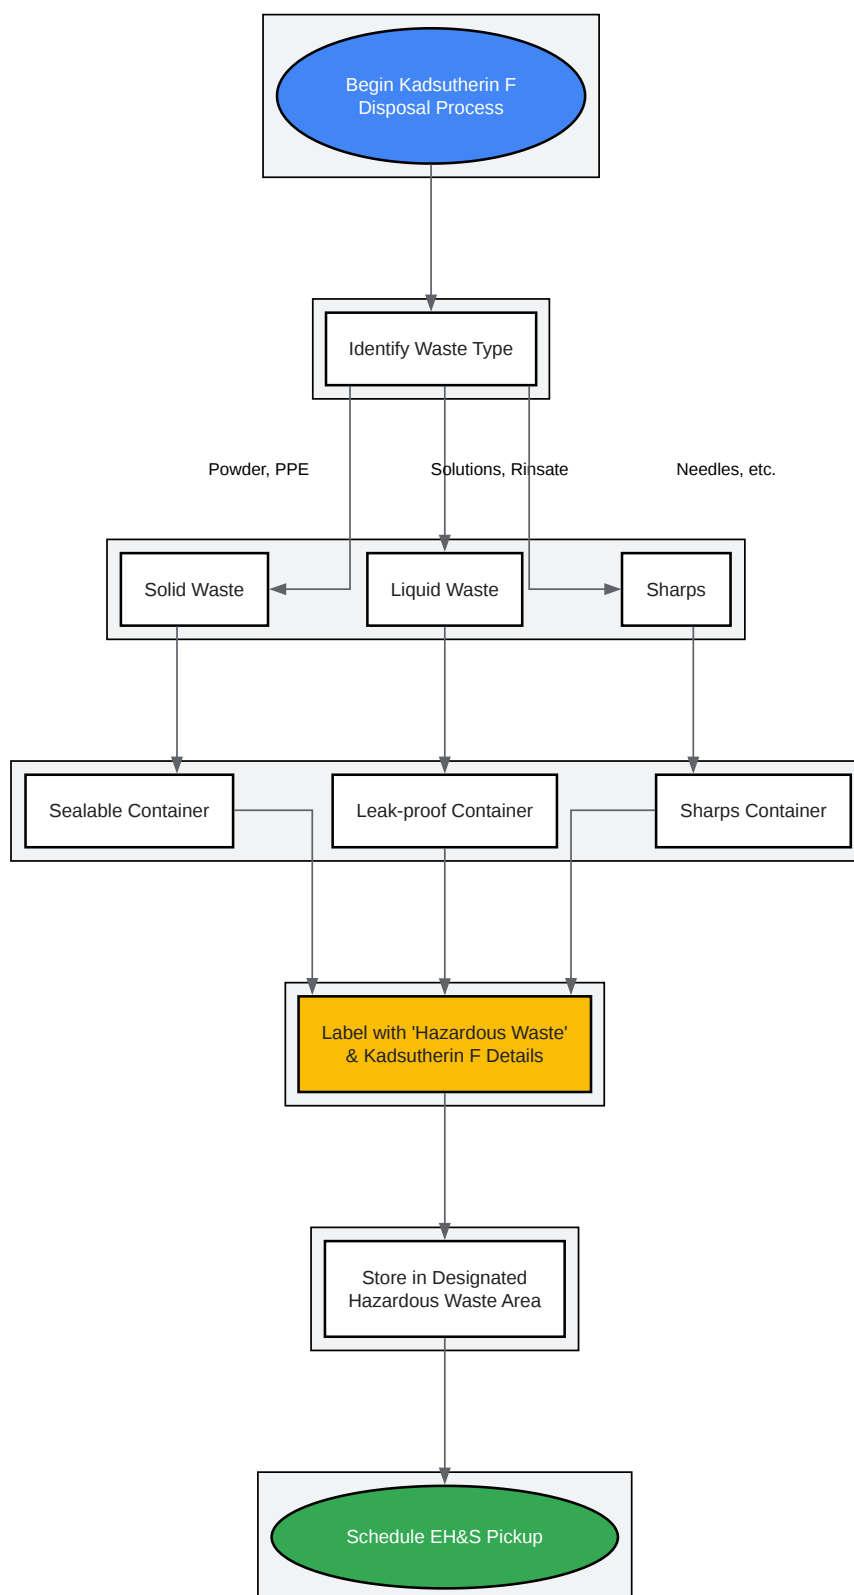 Begin Kadsutherin F
Disposal Process
Identify Waste Type
Powder, PPE
Solutions, Rinsate
Needles, etc.
Solid Waste
Liquid Waste
Sharps
Sealable Container
Leak-proof Container
Sharps Container
Label with 'Hazardous Waste'
& Kadsutherin F Details
Store in Designated
Hazardous Waste Area
Schedule EH&S Pickup